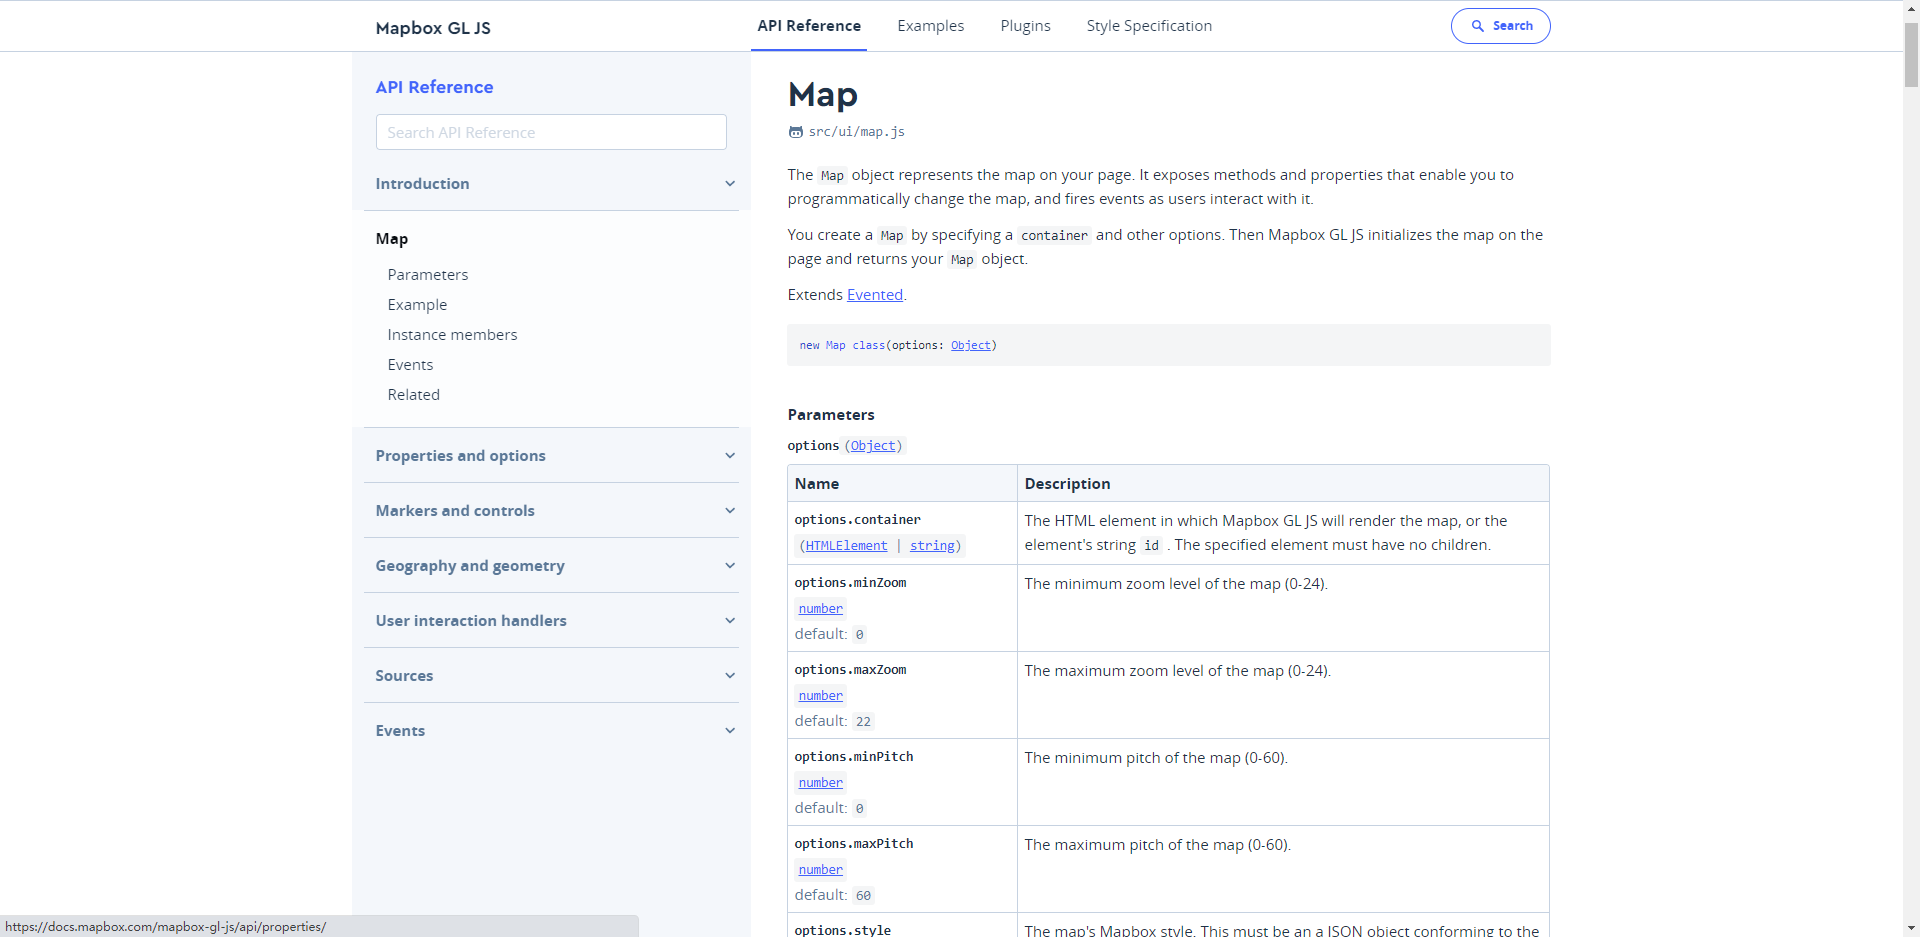 Mapbox GL JS
API Reference
Examples
Plugins
Style Specification
Search
API Reference
Search API Reference
Introduction
Map
Parameters
Example
Instance members
Events
Related
Properties and options
Markers and controls
Geography and geometry
User interaction handlers
Sources
Events
Map
src/ui/map.js
The Map object represents the map on your page. It exposes methods and properties that enable you to
programmatically change the map, and fires events as users interact with it.
You create a Map by specifying a container and other options. Then Mapbox GL JS initializes the map on the
page and returns your Map object.
Extends Evented.
new Map class(options: Object)
Parameters
options (Object)
Name
Description
options.container
(HTMLElement | string)
The HTML element in which Mapbox GL JS will render the map, or the
element's string id . The specified element must have no children.
options.minZoom
number
default: 0
The minimum zoom level of the map (0-24).
options.maxZoom
number
default: 22
The maximum zoom level of the map (0-24).
options.minPitch
number
default: 0
The minimum pitch of the map (0-60).
options.maxPitch
number
default: 60
The maximum pitch of the map (0-60).
options.style
The map's Mapbox style. This must be an a JSON object conforming to the
https://docs.mapbox.com/mapbox-gl-js/api/properties/